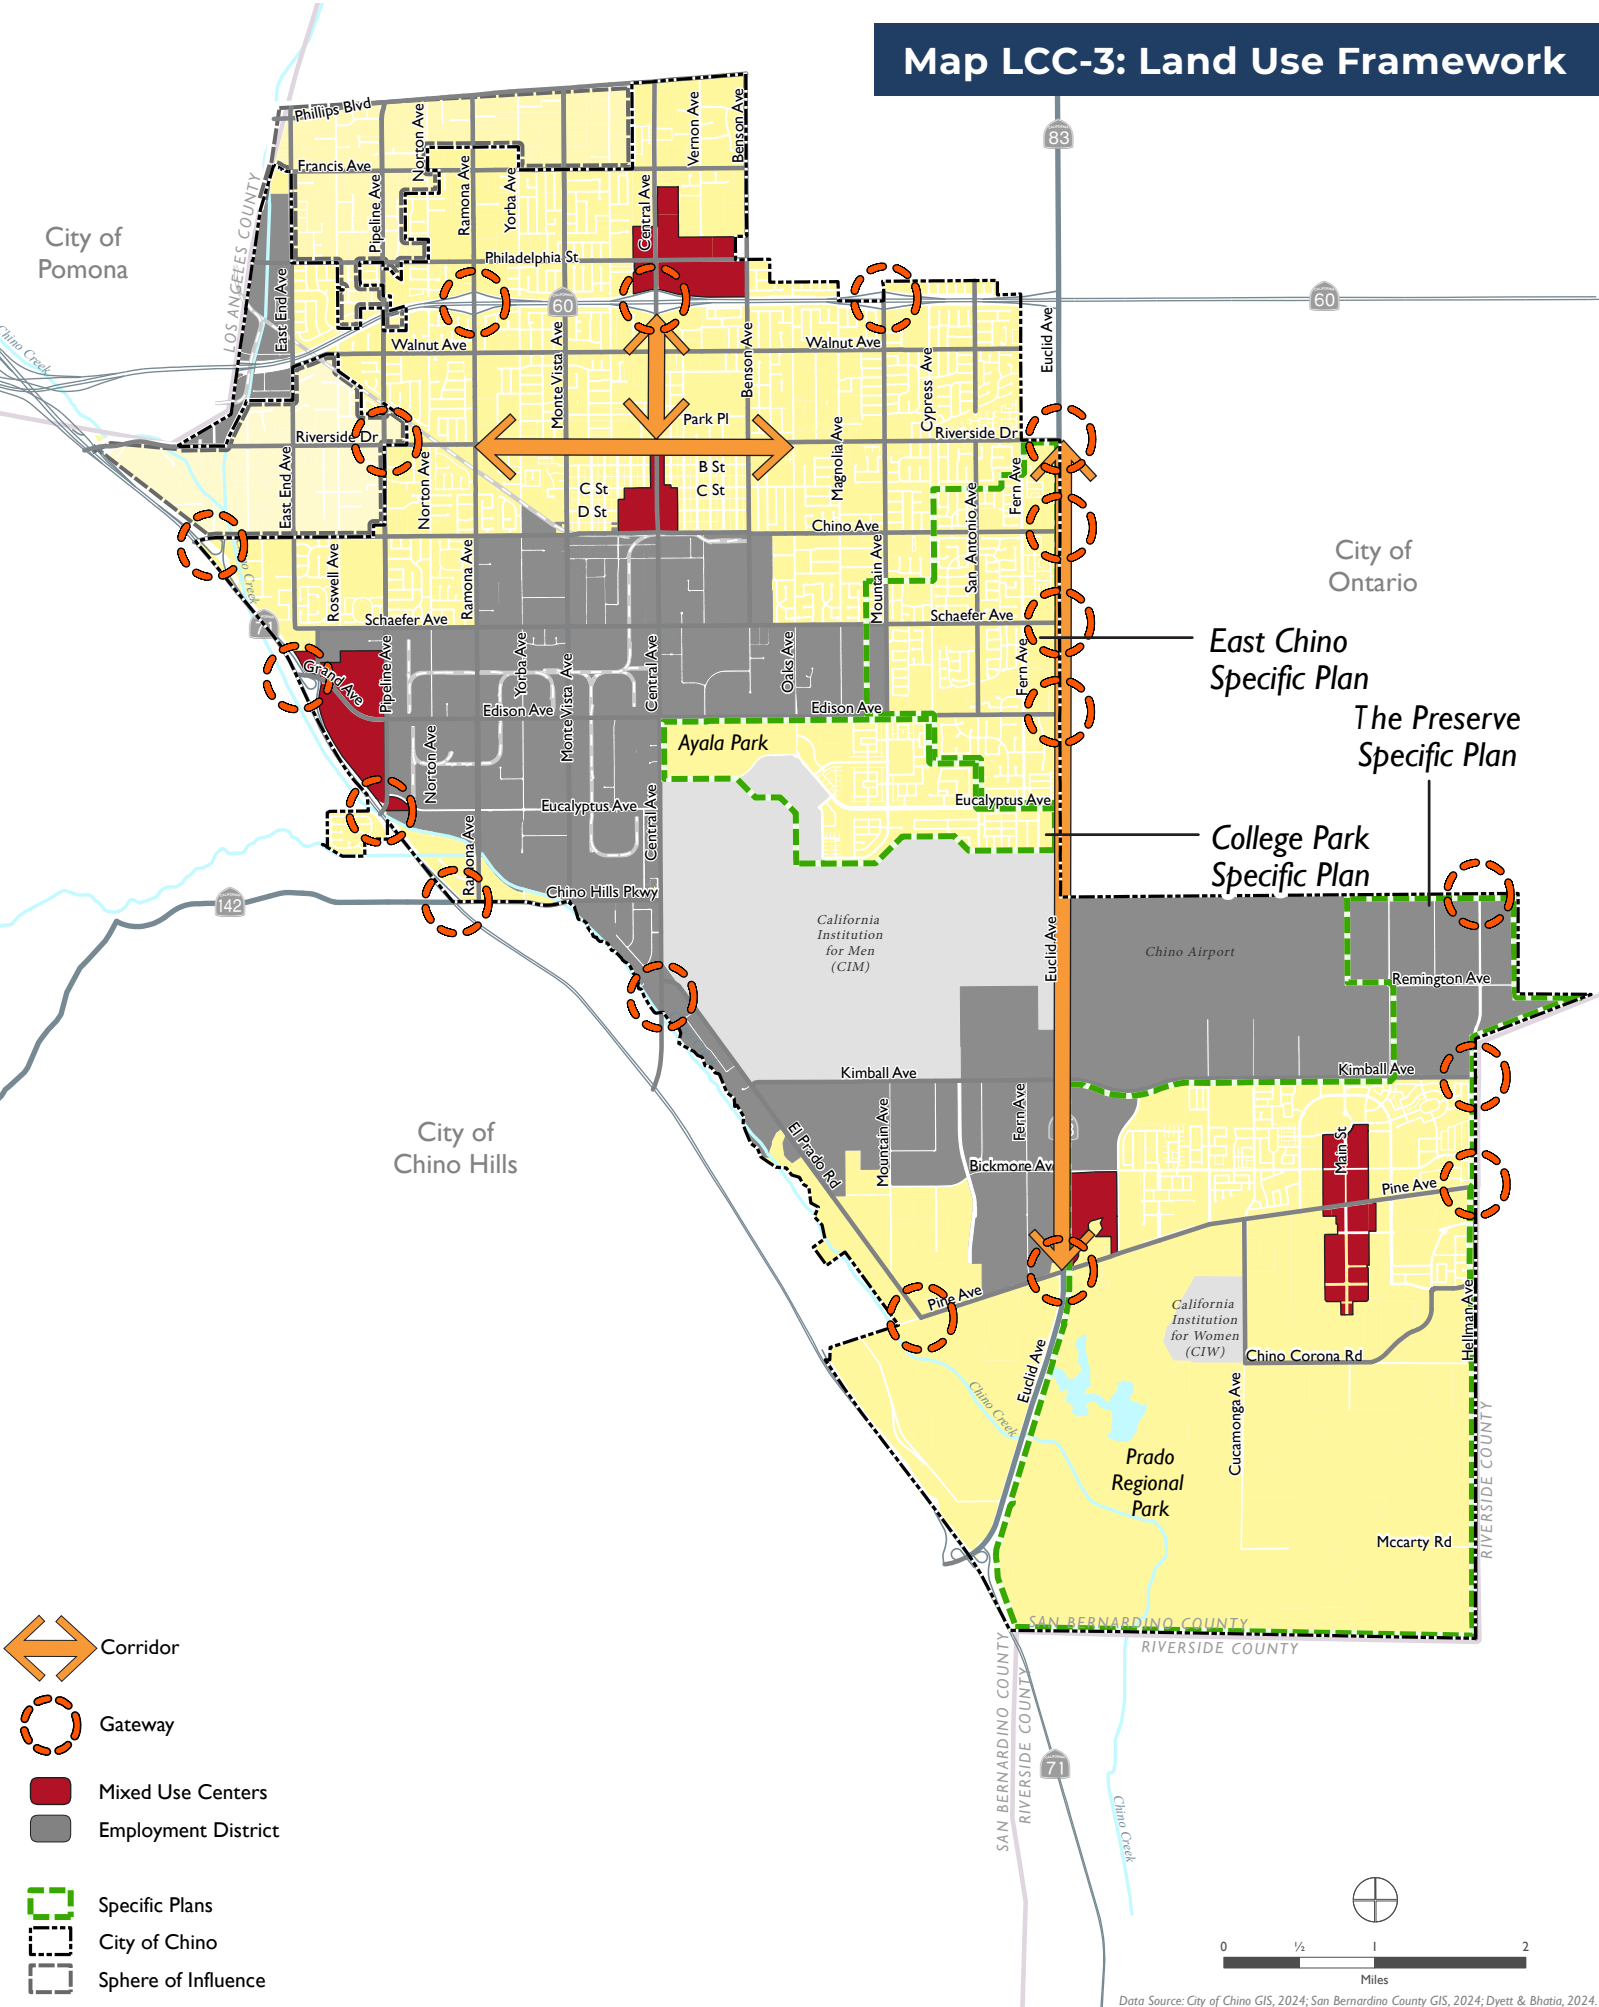 Map LCC-3: Land Use Framework
83
Phillips Blvd
Norton Ave
Vernon Ave
Benson Ave
Francis Ave
Pipeline Ave
Ramona Ave
Yorba Ave
Central Ave
LOS ANGELES COUNTY
City of
Pomona
Philadelphia St
East End Ave
60
60
Chino Creek
Walnut Ave
Monte Vista Ave
Benson Ave
Walnut Ave
Cypress Ave
Euclid Ave
Park Pl
Riverside Dr
Magnolia Ave
Riverside Dr
East End Ave
Norton Ave
B St
C St
C St
D St
San Antonio Ave
Fern Ave
Chino Ave
Roswell Ave
Ramona Ave
Mountain Ave
City of
Ontario
71
Schaefer Ave
Schaefer Ave
East Chino
Specific Plan
Grand Ave
Pipeline Ave
Yorba Ave
Monte Vista Ave
Central Ave
Oaks Ave
Fern Ave
Edison Ave
Edison Ave
The Preserve
Specific Plan
Ayala Park
Norton Ave
Eucalyptus Ave
Central Ave
Eucalyptus Ave
College Park
Specific Plan
Ramona Ave
Chino Hills Pkwy
142
California
Institution
for Men
(CIM)
Euclid Ave
Chino Airport
Remington Ave
Kimball Ave
Kimball Ave
City of
Chino Hills
El Prado Rd
Mountain Ave
Fern Ave
Bickmore Av
Main St
Pine Ave
Pine Ave
California
Institution
for Women
(CIW)
Hellman Ave
Chino Corona Rd
Euclid Ave
Chino Creek
Cucamonga Ave
Prado
Regional
Park
RIVERSIDE COUNTY
Mccarty Rd
SAN BERNARDINO COUNTY
RIVERSIDE COUNTY
SAN BERNARDINO COUNTY
RIVERSIDE COUNTY
71
Chino Creek
Corridor
Gateway
Mixed Use Centers
Employment District
Specific Plans
City of Chino
Sphere of Influence
0 ½ 1 2
Miles
Data Source: City of Chino GIS, 2024; San Bernardino County GIS, 2024; Dyett & Bhatia, 2024.